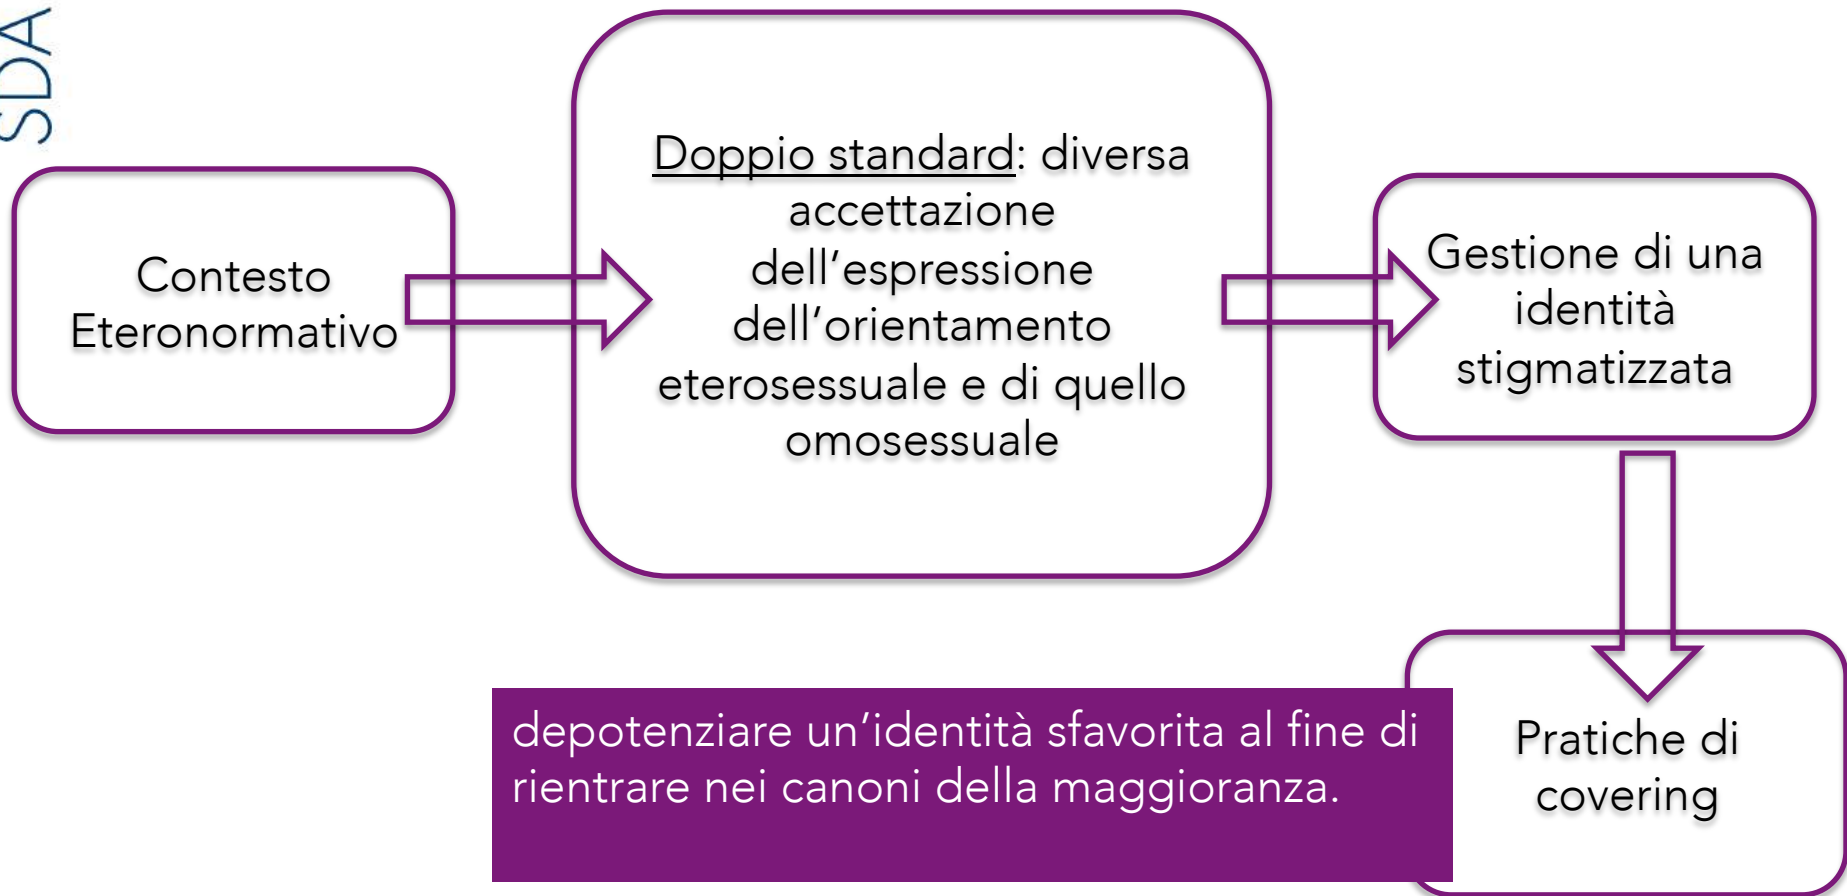 SDA
Contesto
Eteronormativo
Doppio standard: diversa
accettazione
dell’espressione
dell’orientamento
eterosessuale e di quello
omosessuale
Gestione di una
identità
stigmatizzata
depotenziare un’identità sfavorita al fine di
rientrare nei canoni della maggioranza.
Pratiche di
covering